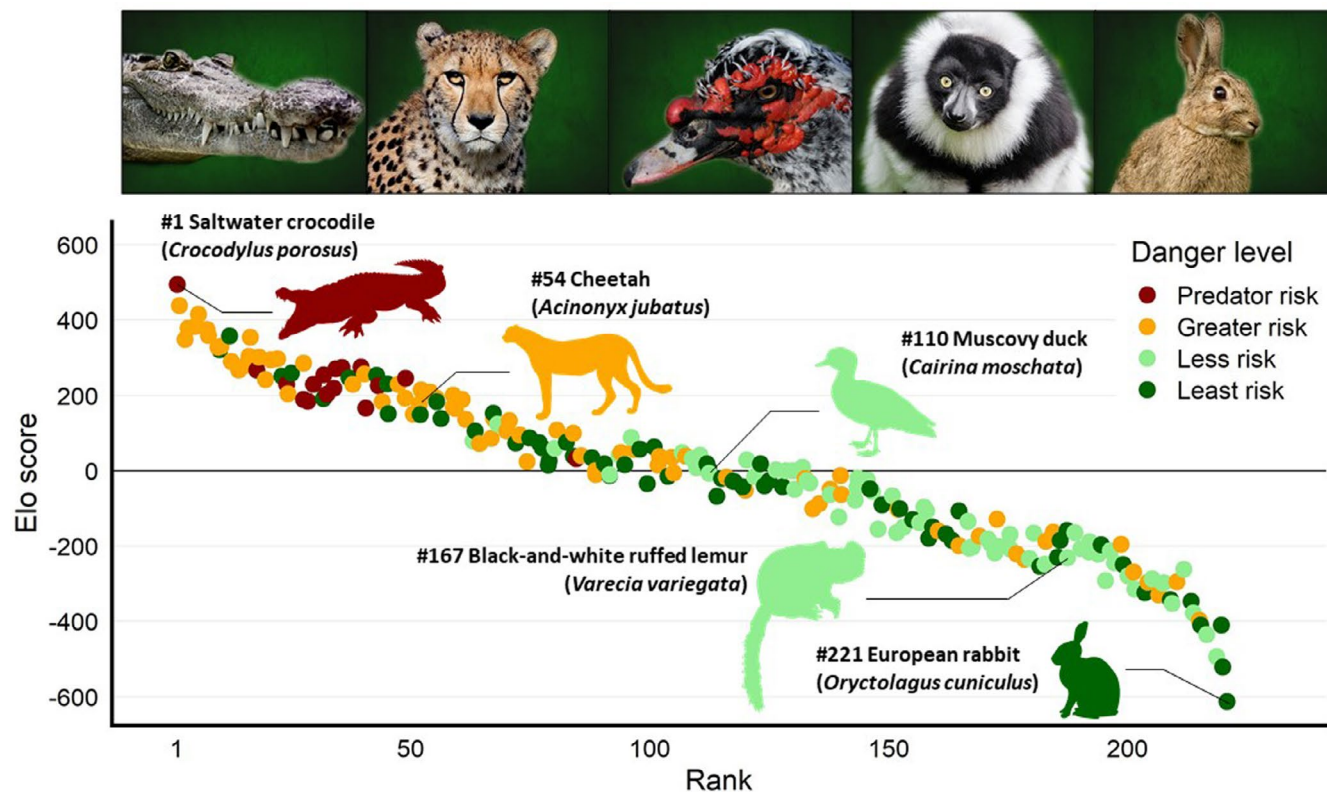 #1 Saltwater crocodile
(Crocodylus porosus)
#54 Cheetah
(Acinonyx jubatus)
#110 Muscovy duck
(Cairina moschata)
#167 Black-and-white ruffed lemur
(Varecia variegata)
#221 European rabbit
(Oryctolagus cuniculus)
Danger level
Predator risk
Greater risk
Less risk
Least risk
Elo score
600
400
200
0
-200
-400
-600
1 50 100 150 200
Rank